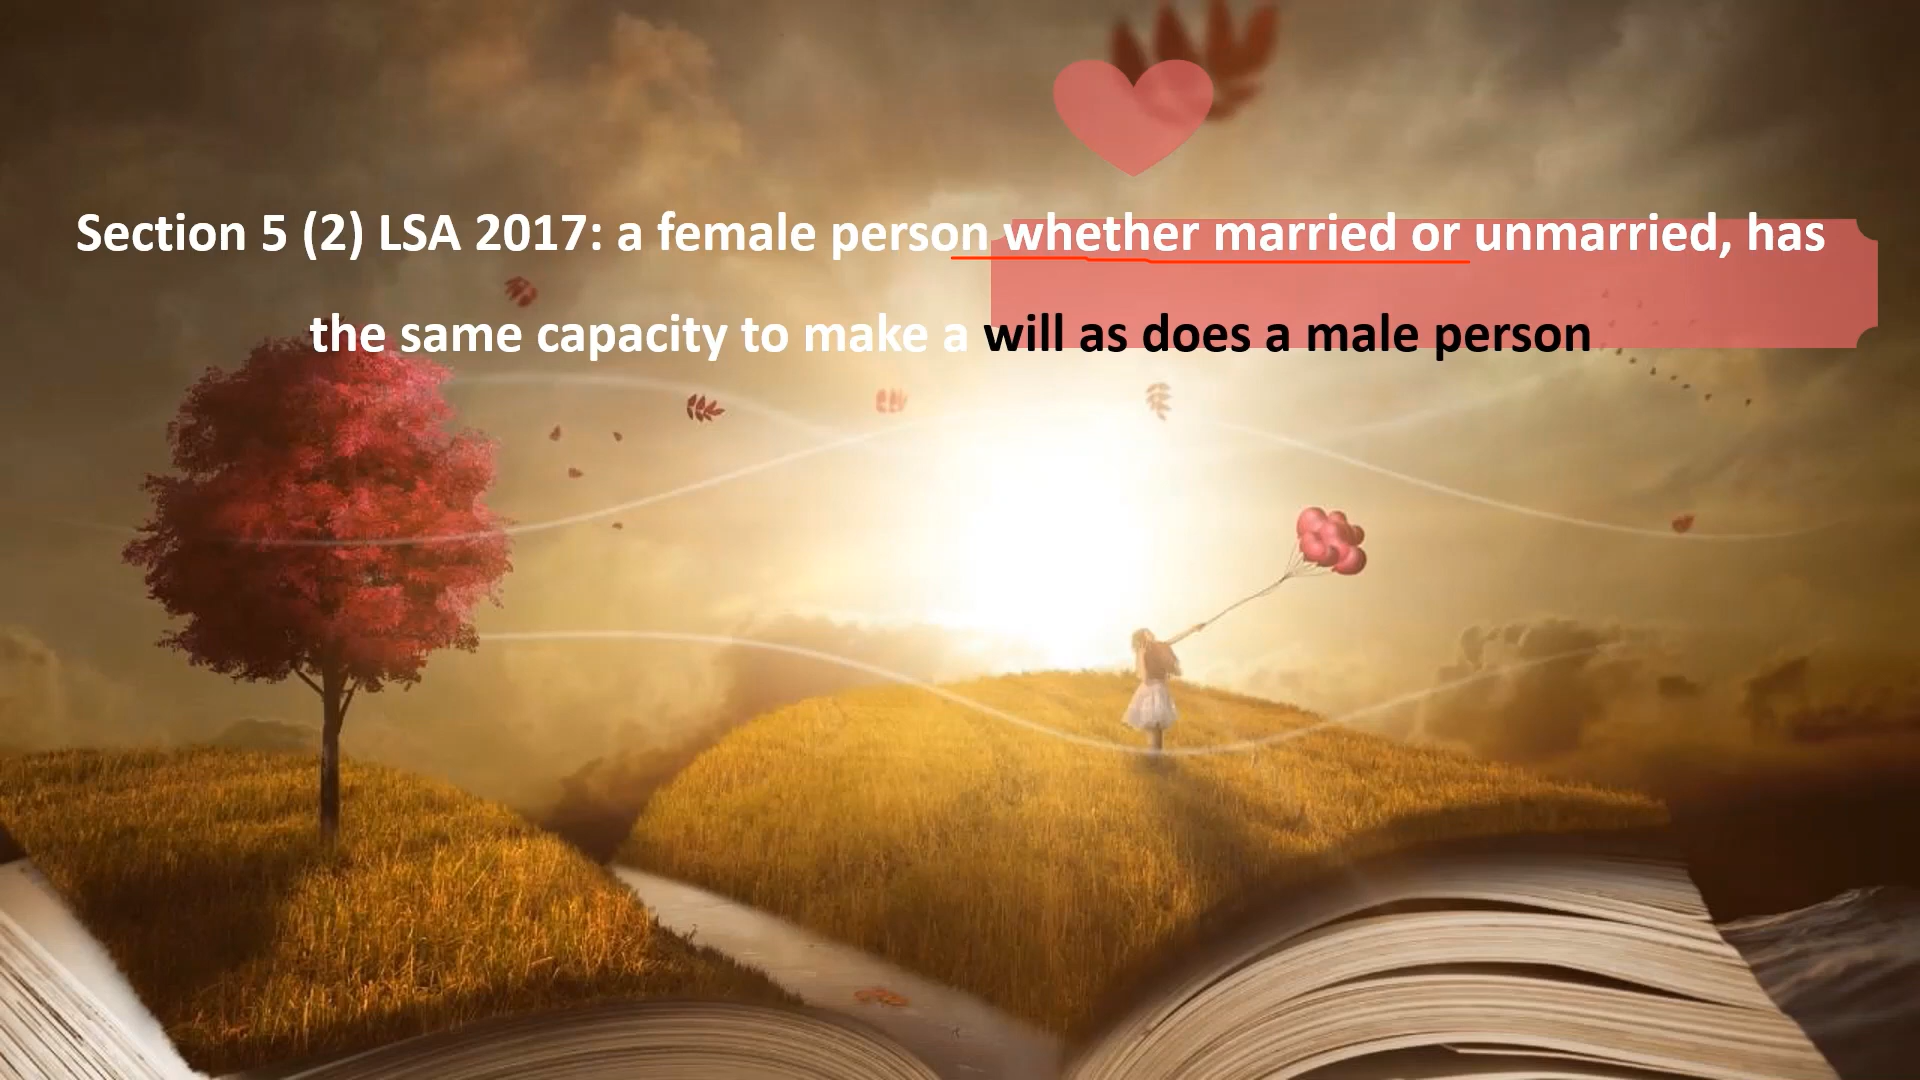 Section 5 (2) LSA 2017: a female person whether married or unmarried, has
the same capacity to make a will as does a male person